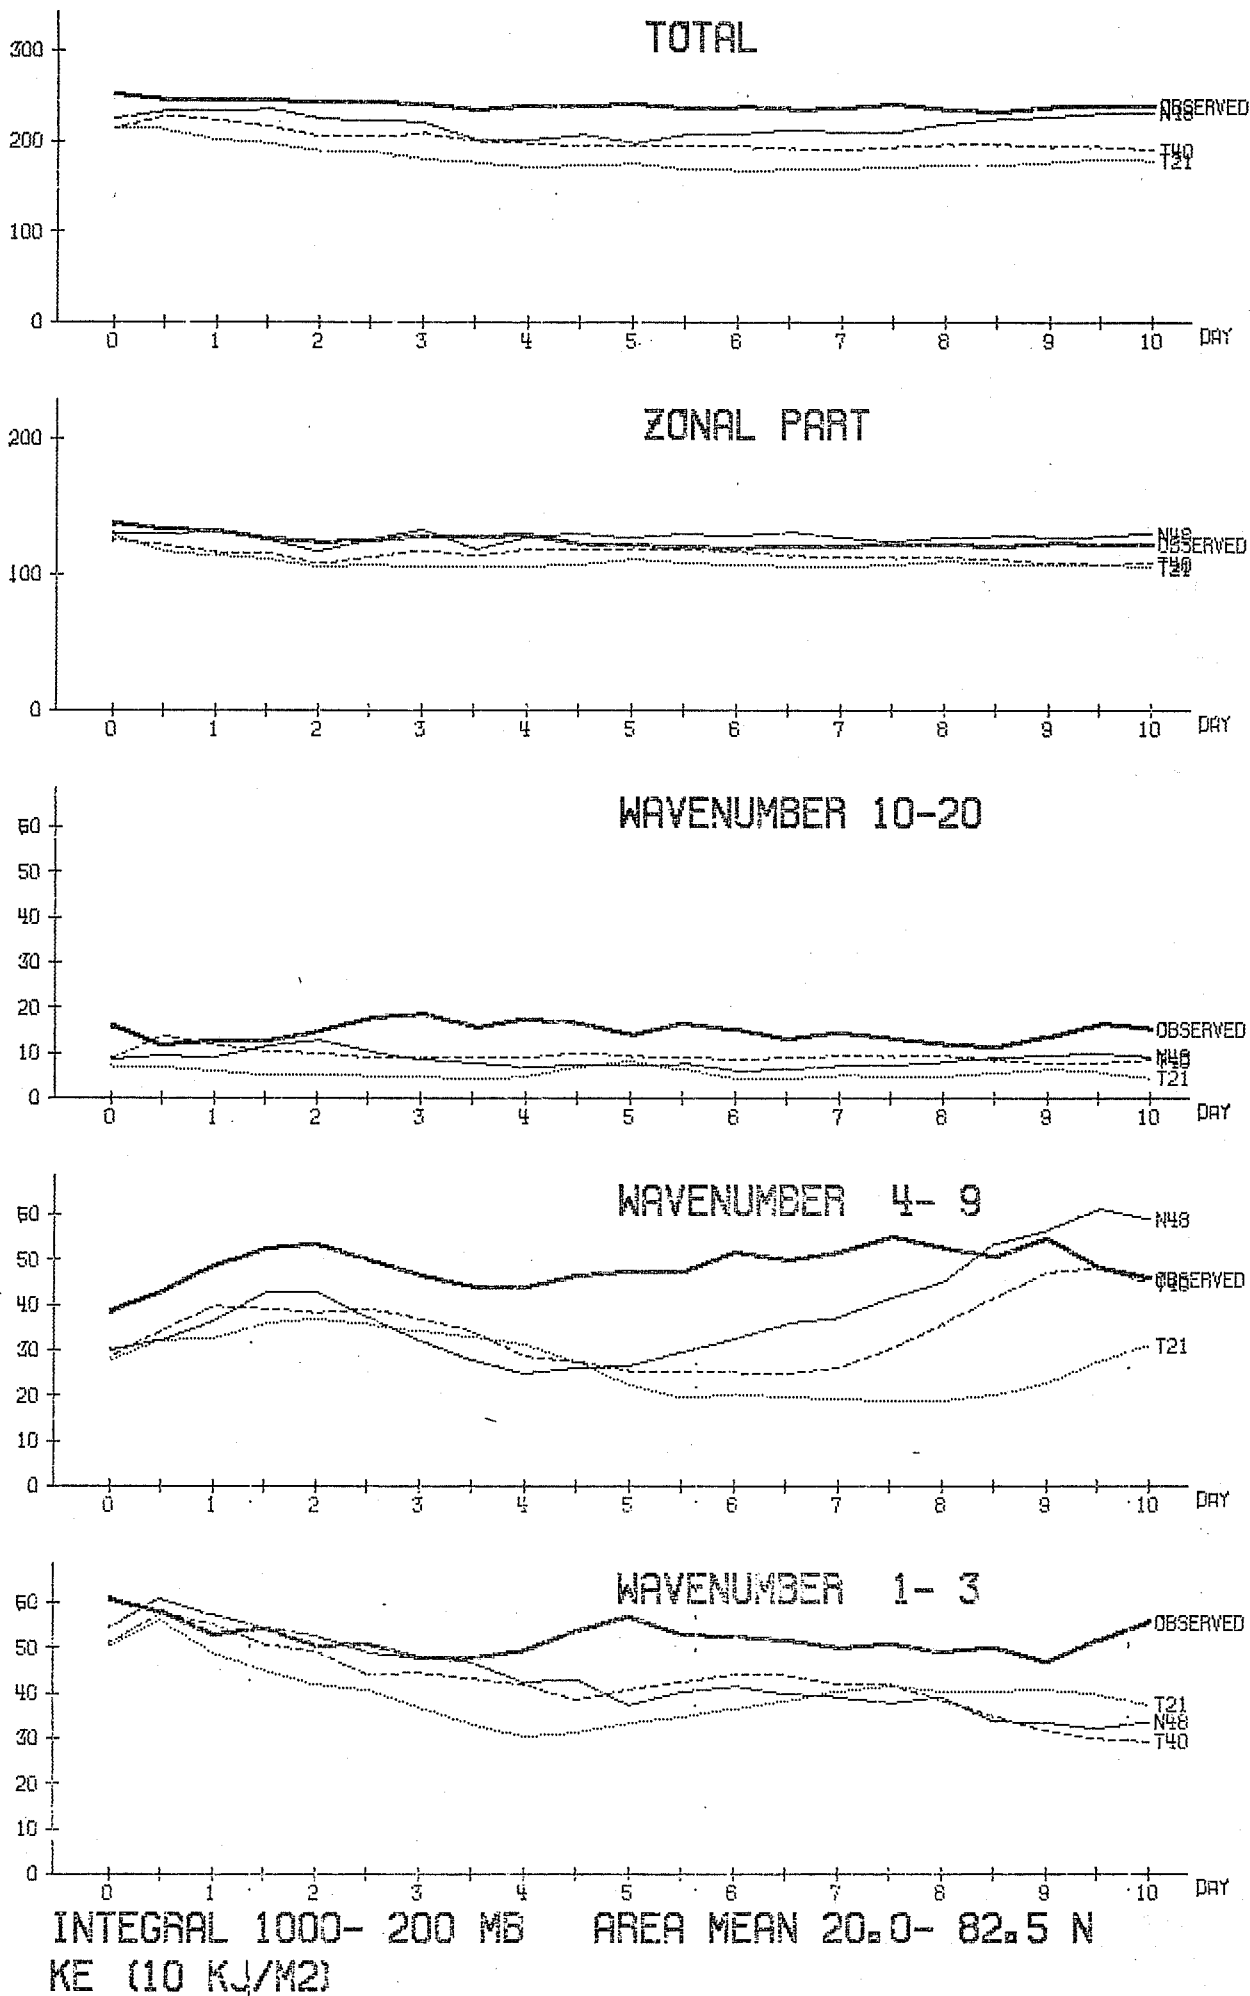 TOTAL
300
200
100
0
OBSERVED
N48
T40
T21
0 1 2 3 4 5 6 7 8 9 10 DAY
ZONAL PART
200
100
0
N48
OBSERVED
T40
T21
0 1 2 3 4 5 6 7 8 9 10 DAY
WAVENUMBER 10-20
60
50
40
30
20
10
0
OBSERVED
N48
T40
T21
0 1 2 3 4 5 6 7 8 9 10 DAY
WAVENUMBER 4- 9
60
50
40
30
20
10
0
N48
OBSERVED
T40
T21
0 1 2 3 4 5 6 7 8 9 10 DAY
WAVENUMBER 1- 3
60
50
40
30
20
10
0
OBSERVED
T21
N48
T40
0 1 2 3 4 5 6 7 8 9 10 DAY
INTEGRAL 1000- 200 MB AREA MEAN 20.0- 82.5 N
KE (10 KJ/M2)